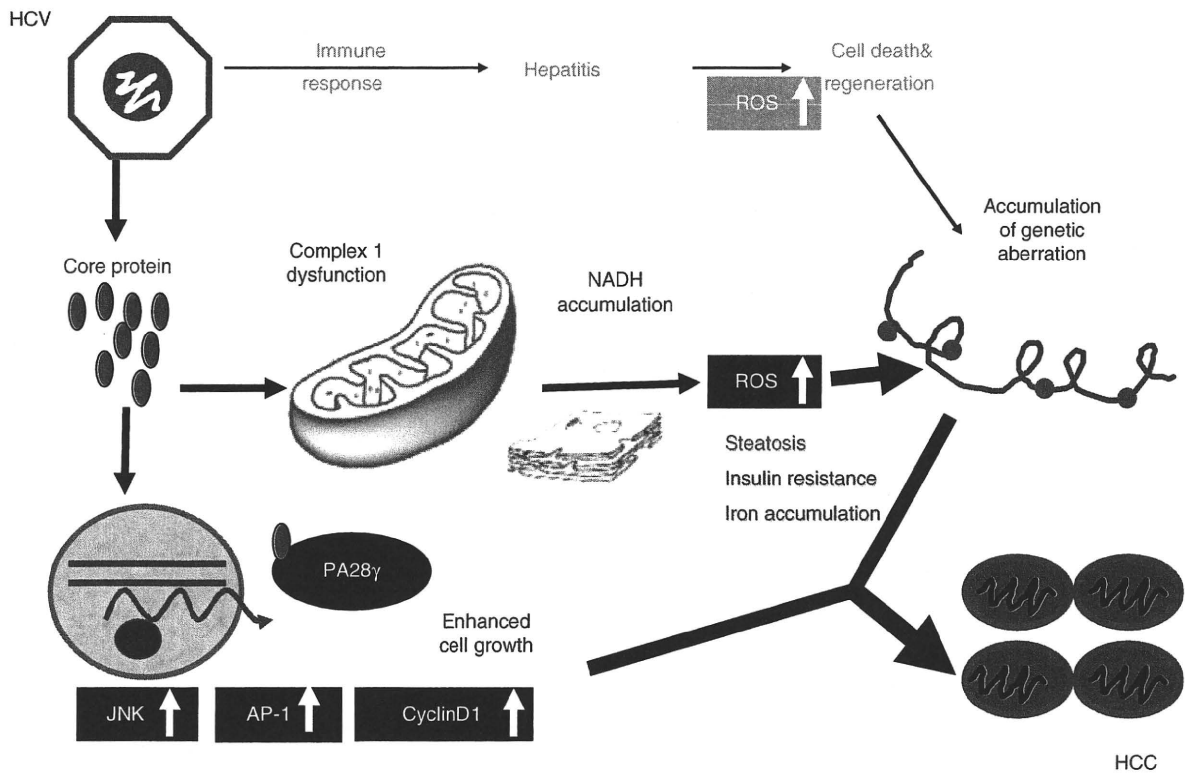 HCV
Immune
response
Hepatitis
Cell death&
regeneration
ROS
Accumulation
of genetic
aberration
Core protein
Complex 1
dysfunction
NADH
accumulation
ROS
Steatosis
Insulin resistance
Iron accumulation
PA28γ
Enhanced
cell growth
JNK
AP-1
CyclinD1
HCC